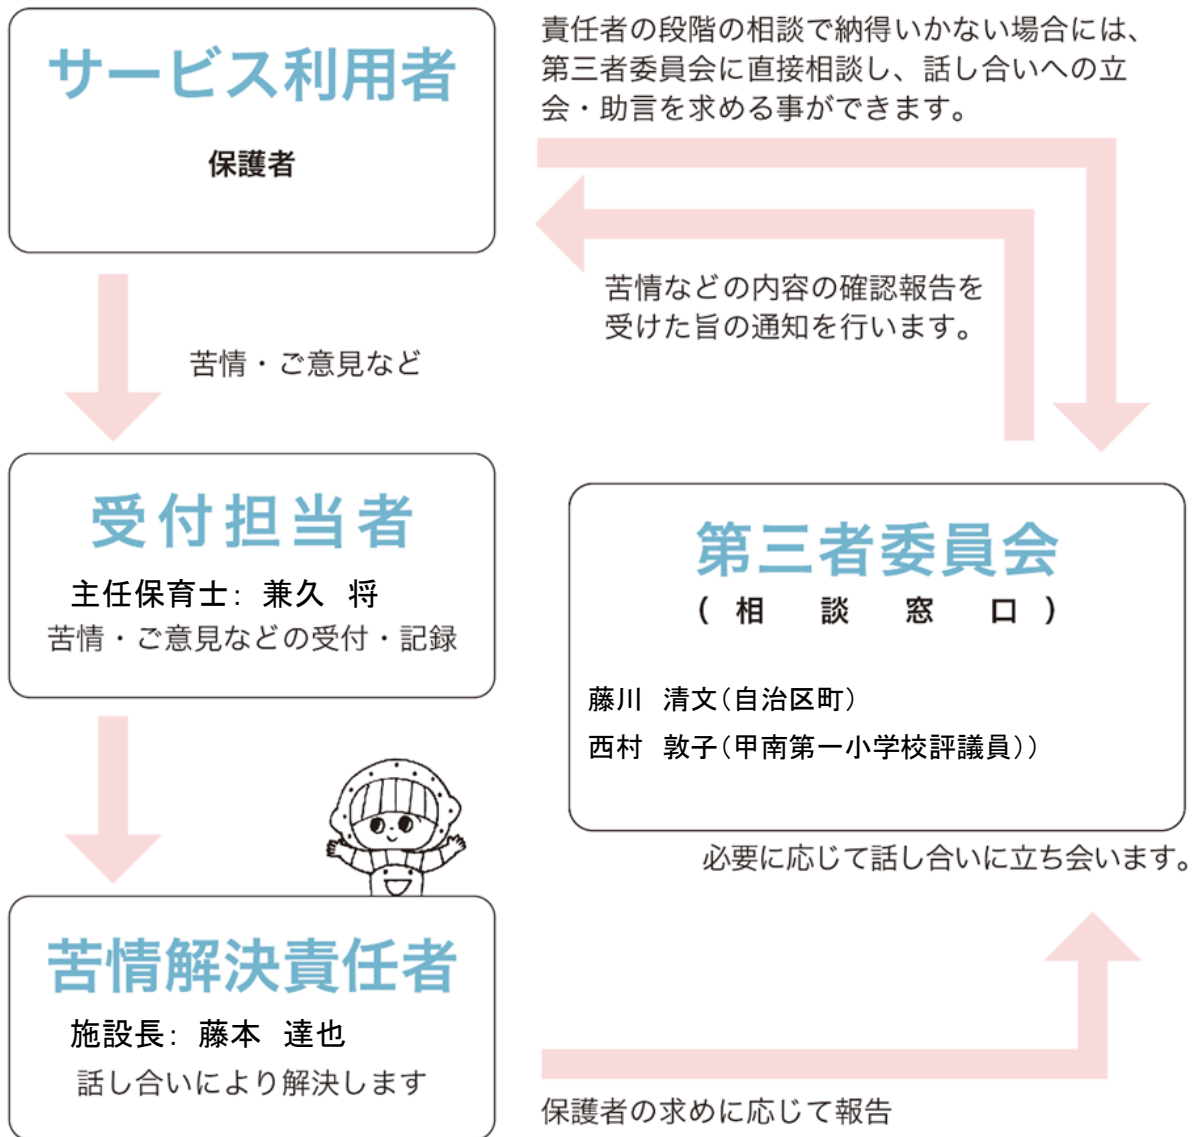 サービス利用者
保護者
責任者の段階の相談で納得いかない場合には、
第三者委員会に直接相談し、話し合いへの立
会・助言を求める事ができます。
苦情などの内容の確認報告を
受けた旨の通知を行います。
苦情・ご意見など
受付担当者
主任保育士： 兼久　将
苦情・ご意見などの受付・記録
第三者委員会
(相談窓口)
藤川　清文（自治区町）
西村　敦子（甲南第一小学校評議員））
必要に応じて話し合いに立ち会います。
苦情解決責任者
施設長： 藤本　達也
話し合いにより解決します
保護者の求めに応じて報告